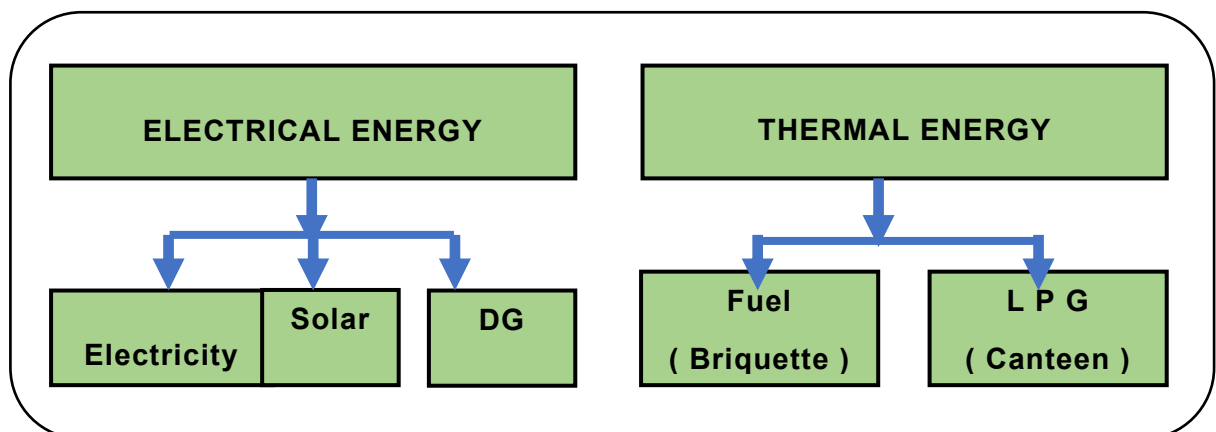 ELECTRICAL ENERGY
THERMAL ENERGY
Electricity
Solar
DG
Fuel
( Briquette )
L P G
( Canteen )